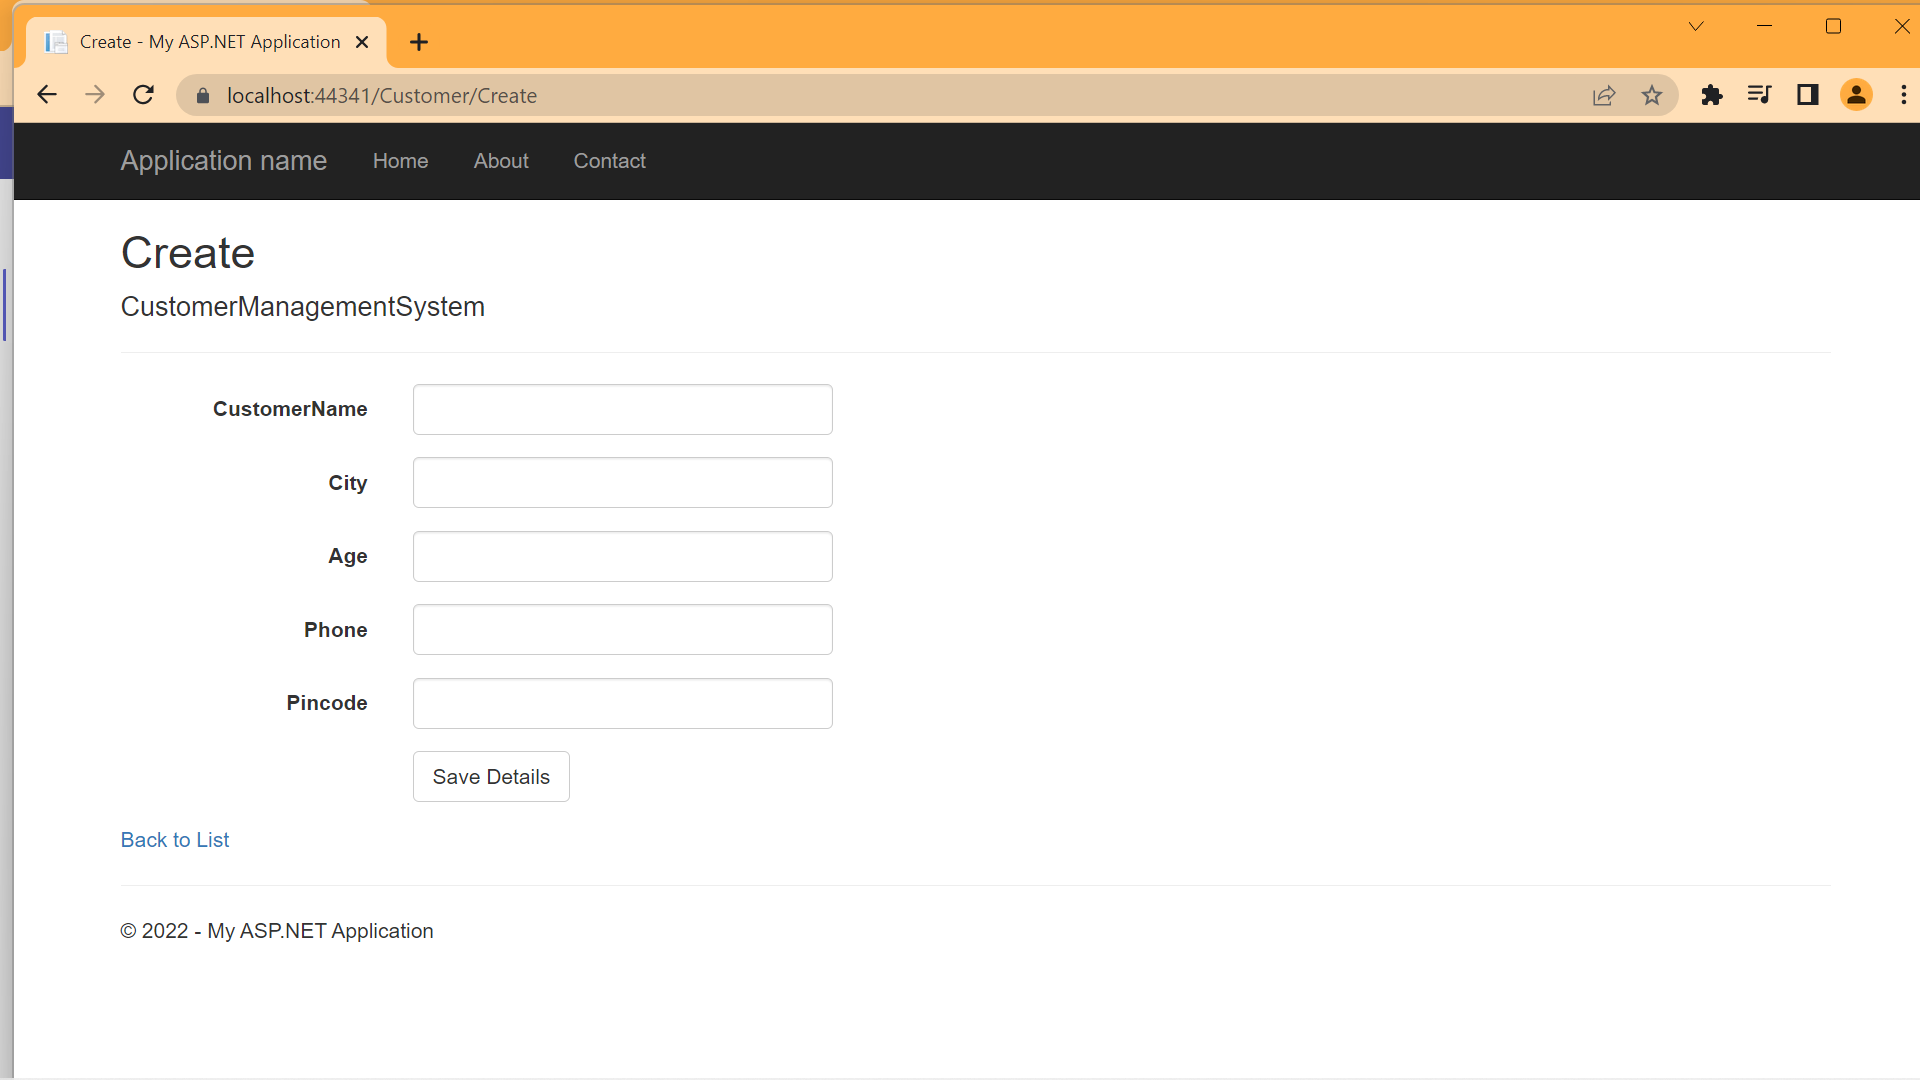 Create - My ASP.NET Application
localhost:44341/Customer/Create
Application name Home About Contact
Create
CustomerManagementSystem
CustomerName
City
Age
Phone
Pincode
Save Details
Back to List
© 2022 - My ASP.NET Application